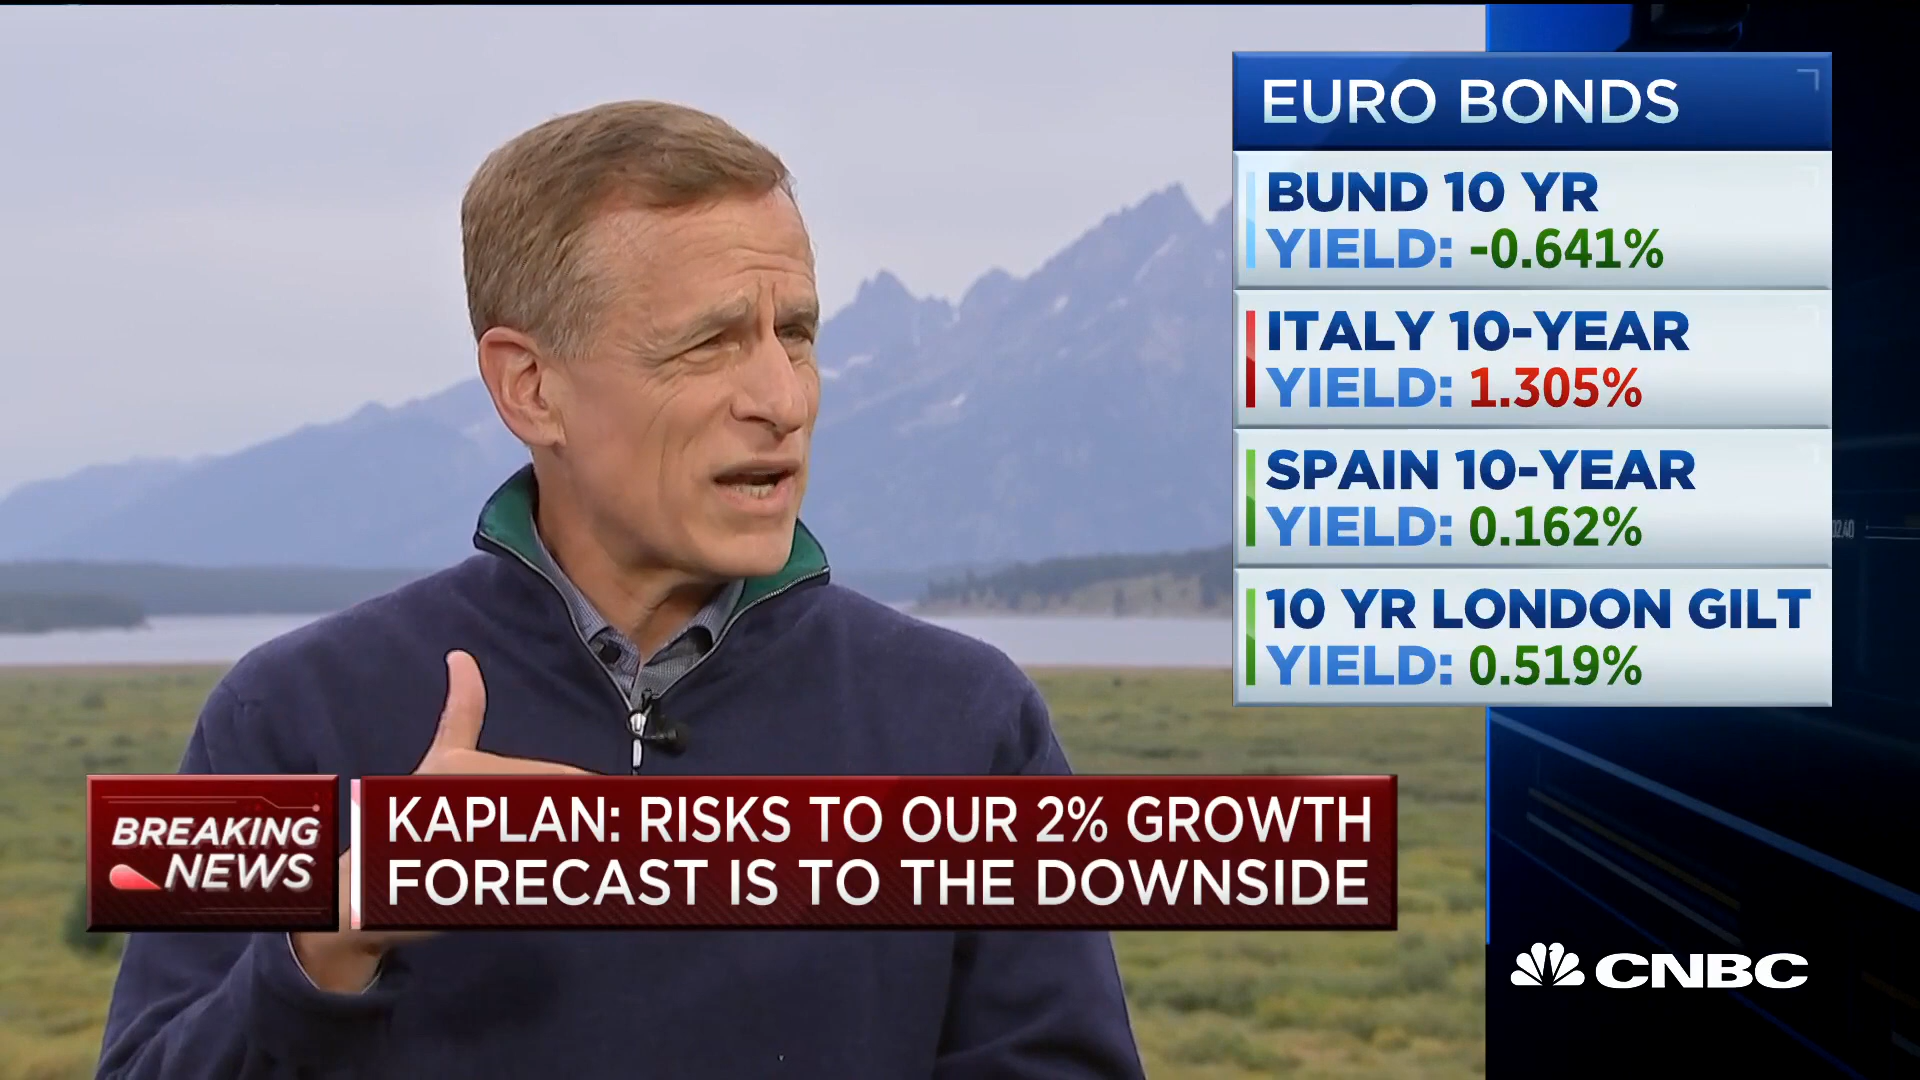 EURO BONDS
BUND 10 YR
YIELD: -0.641%
ITALY 10-YEAR
YIELD: 1.305%
SPAIN 10-YEAR
YIELD: 0.162%
10 YR LONDON GILT
YIELD: 0.519%
BREAKING
NEWS
KAPLAN: RISKS TO OUR 2% GROWTH
FORECAST IS TO THE DOWNSIDE
CNBC